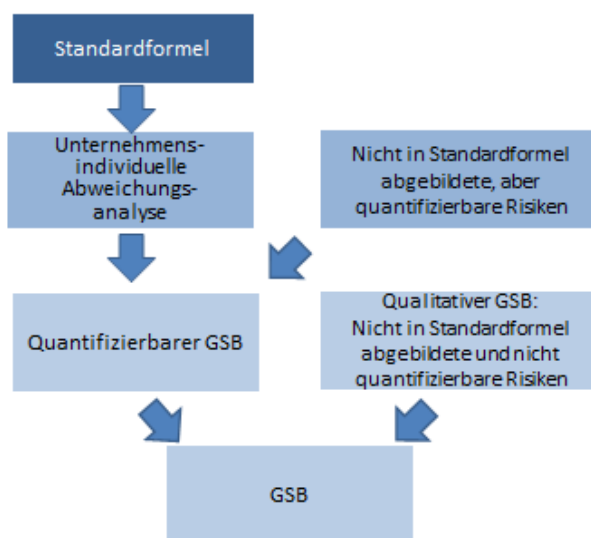 Standardformel
Unternehmens-
individuelle
Abweichungs-
analyse
Nicht in Standardformel
abgebildete, aber
quantifizierbare Risiken
Quantifizierbarer GSB
Qualitativer GSB:
Nicht in Standardformel
abgebildete und nicht
quantifizierbare Risiken
GSB